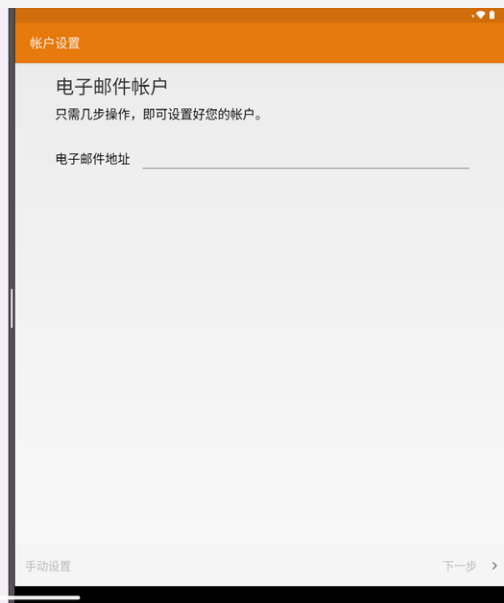 帐户设置
电子邮件帐户
只需几步操作，即可设置好您的帐户。
电子邮件地址
手动设置
下一步